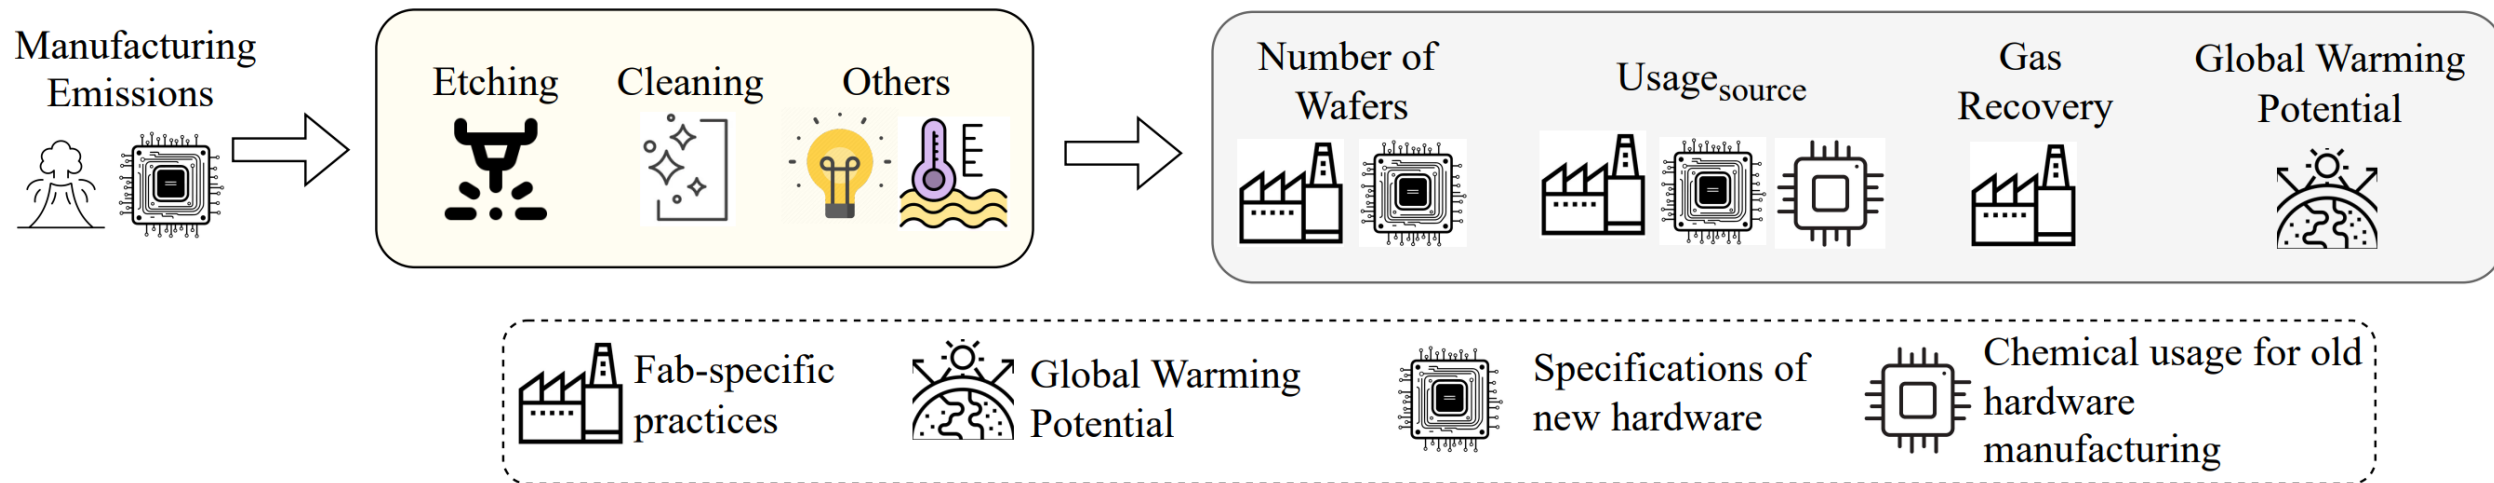 Manufacturing
Emissions
Etching
Cleaning
Others
Number of
Wafers
Usagesource
Gas
Recovery
Global Warming
Potential
Fab-specific
practices
Global Warming
Potential
Specifications of
new hardware
Chemical usage for old
hardware
manufacturing